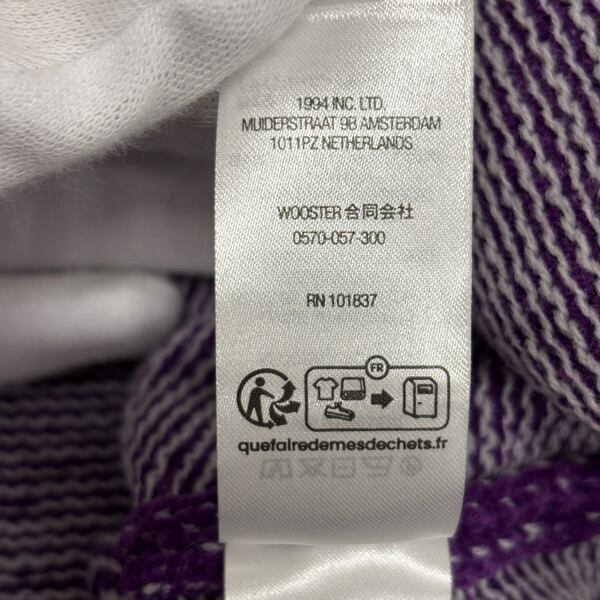 1994 INC. LTD.
MUIDERSTRAAT 9B AMSTERDAM
1011PZ NETHERLANDS
WOOSTER 合同会社
0570-057-300
RN 101837
FR
quefairedemesdechets.fr